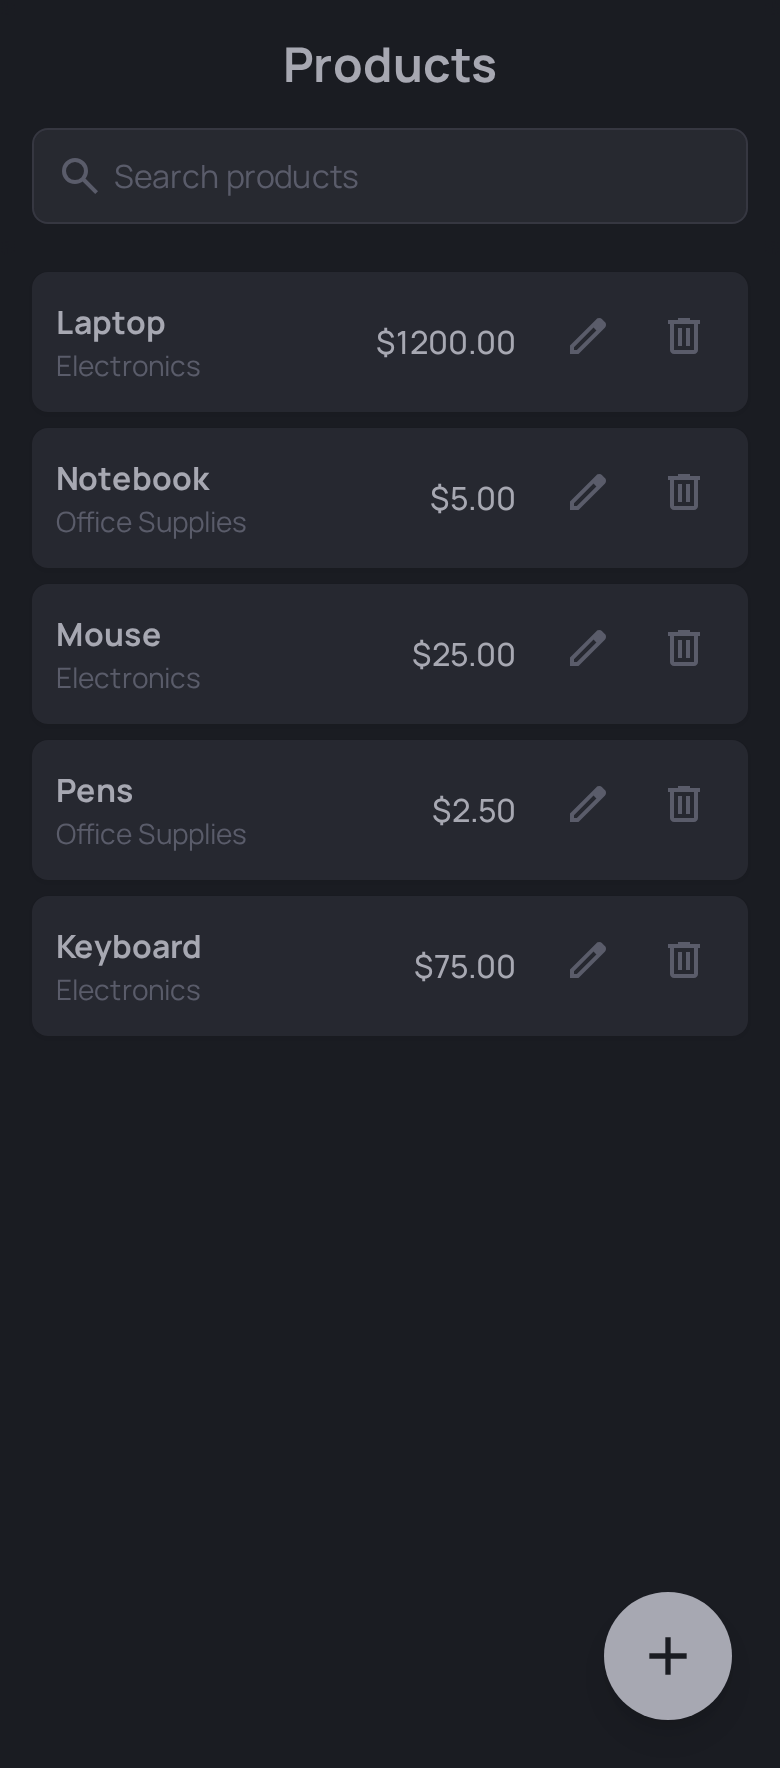 Products
Search products
Laptop
$1200.00
Electronics
Notebook
$5.00
Office Supplies
Mouse
$25.00
Electronics
Pens
$2.50
Office Supplies
Keyboard
$75.00
Electronics